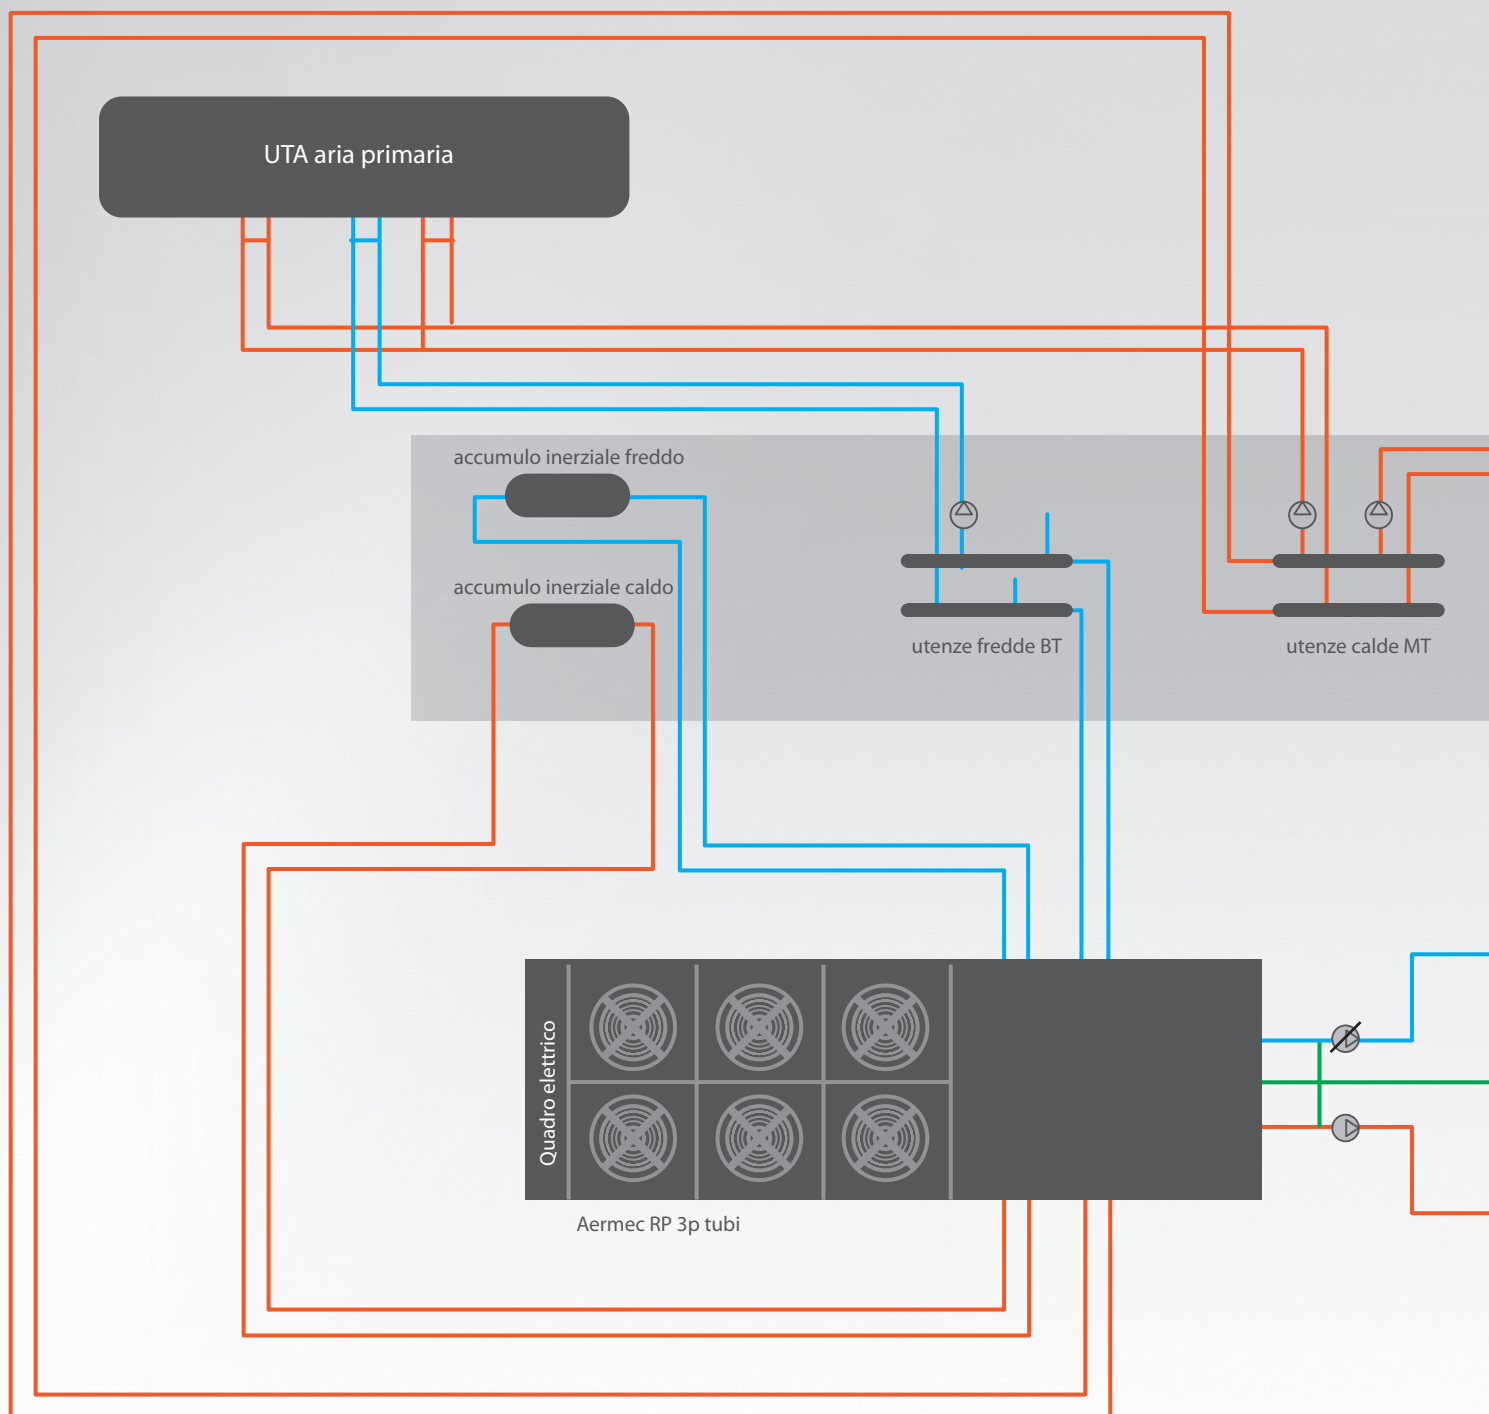 UTA aria primaria
accumulo inerziale freddo
accumulo inerziale caldo
utenze fredde BT
utenze calde MT
Quadro elettrico
Aermec RP 3p tubi